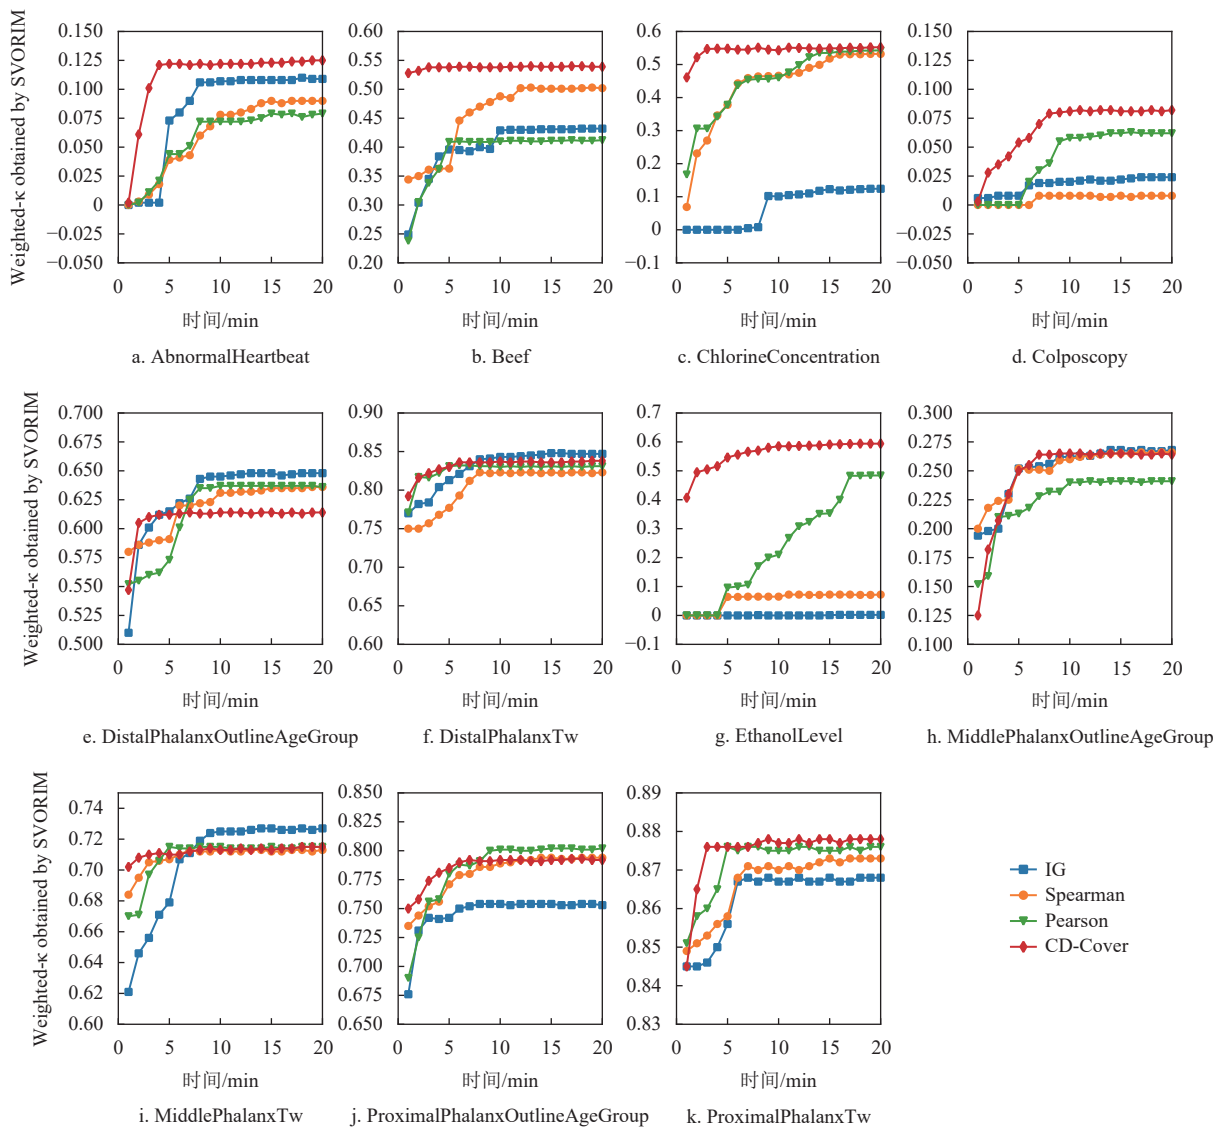 Weighted-κ obtained by SVORIM
0.150
0.125
0.100
0.075
0.050
0.025
0
−0.025
−0.050
0 5 10 15 20
时间/min
a. AbnormalHeartbeat
0.60
0.55
0.50
0.45
0.40
0.35
0.30
0.25
0.20
0 5 10 15 20
时间/min
b. Beef
0.6
0.5
0.4
0.3
0.2
0.1
0
−0.1
0 5 10 15 20
时间/min
c. ChlorineConcentration
0.150
0.125
0.100
0.075
0.050
0.025
0
−0.025
−0.050
0 5 10 15 20
时间/min
d. Colposcopy
Weighted-κ obtained by SVORIM
0.700
0.675
0.650
0.625
0.600
0.575
0.550
0.525
0.500
0 5 10 15 20
时间/min
e. DistalPhalanxOutlineAgeGroup
0.90
0.85
0.80
0.75
0.70
0.65
0.60
0 5 10 15 20
时间/min
f. DistalPhalanxTw
0.7
0.6
0.5
0.4
0.3
0.2
0.1
0
−0.1
0 5 10 15 20
时间/min
g. EthanolLevel
0.300
0.275
0.250
0.225
0.200
0.175
0.150
0.125
0.100
0 5 10 15 20
时间/min
h. MiddlePhalanxOutlineAgeGroup
Weighted-κ obtained by SVORIM
0.74
0.72
0.70
0.68
0.66
0.64
0.62
0.60
0 5 10 15 20
时间/min
i. MiddlePhalanxTw
0.850
0.825
0.800
0.775
0.750
0.725
0.700
0.675
0.650
0 5 10 15 20
时间/min
j. ProximalPhalanxOutlineAgeGroup
0.89
0.88
0.87
0.86
0.85
0.84
0.83
0 5 10 15 20
时间/min
k. ProximalPhalanxTw
IG
Spearman
Pearson
CD-Cover